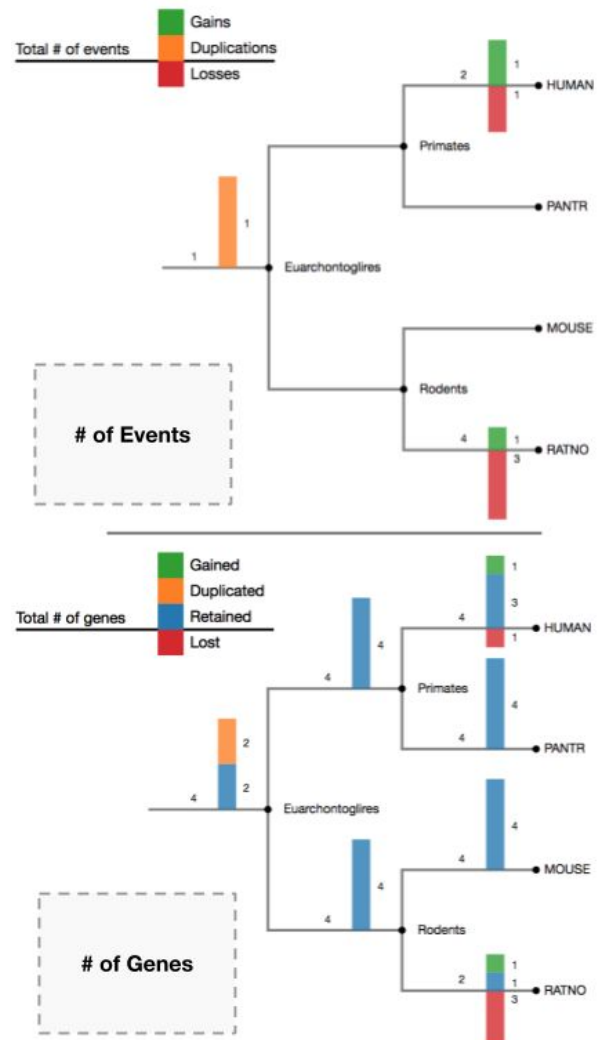 Gains
Total # of events
Duplications
Losses
2
1
HUMAN
1
Primates
1
PANTR
1
Euarchontoglires
MOUSE
Rodents
# of Events
4
1
RATNO
3
Gained
Duplicated
Total # of genes
Retained
Lost
1
3
4
HUMAN
1
4
4
Primates
4
2
4
PANTR
4
2
Euarchontoglires
4
4
4
MOUSE
4
Rodents
# of Genes
1
2
1
RATNO
3